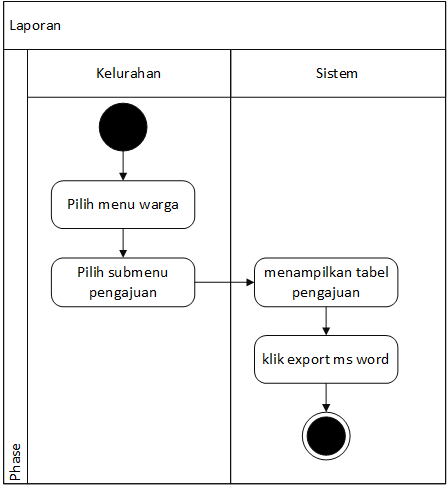 Laporan
Kelurahan
Sistem
Pilih menu warga
Pilih submenu
pengajuan
menampilkan tabel
pengajuan
klik export ms word
Phase